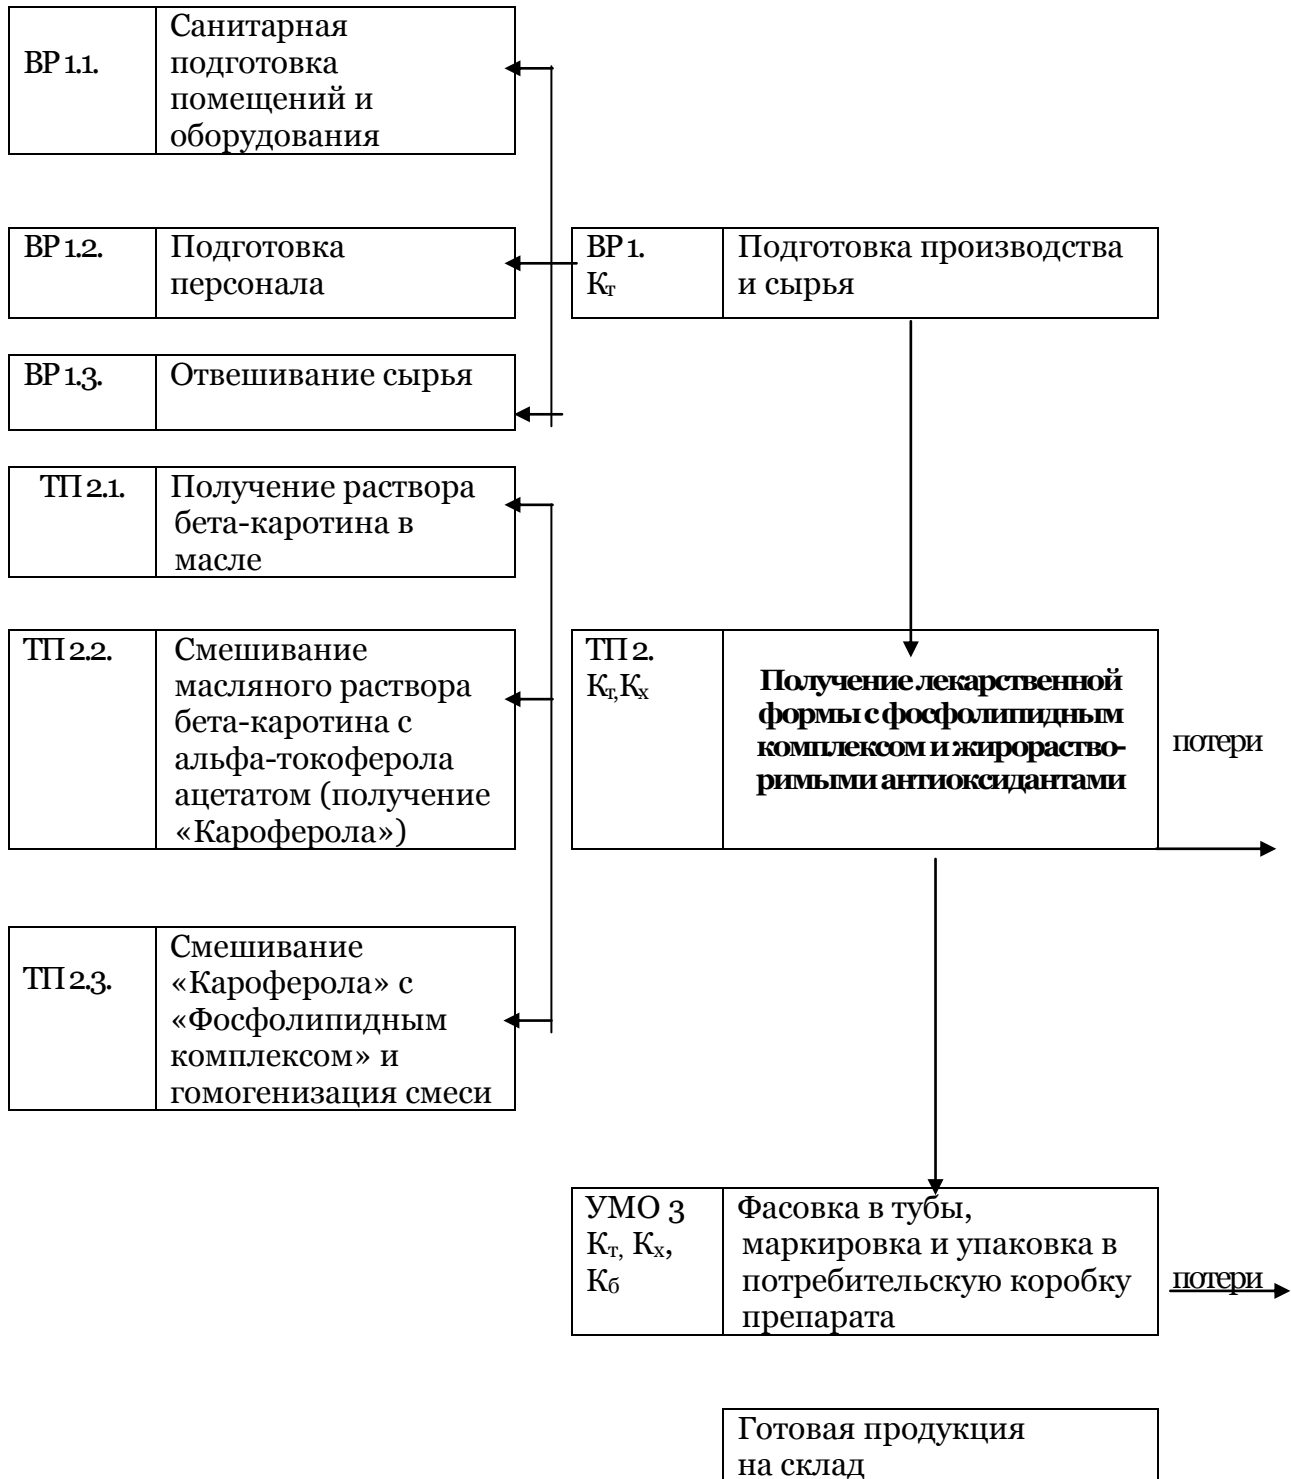 ВР 1.1.
Санитарная
подготовка
помещений и
оборудования
ВР 1.2.
Подготовка
персонала
ВР 1.
Кт
Подготовка производства
и сырья
ВР 1.3.
Отвешивание сырья
ТП 2.1.
Получение раствора
бета-каротина в
масле
ТП 2.2.
Смешивание
масляного раствора
бета-каротина с
альфа-токоферола
ацетатом (получение
«Кароферола»)
ТП 2.
Кт, Кх
Получение лекарственной
формы с фосфолипидным
комплексом и жирораство-
римыми антиоксидантами
потери
ТП 2.3.
Смешивание
«Кароферола» с
«Фосфолипидным
комплексом» и
гомогенизация смеси
УМО 3
Кт, Кх,
Кб
Фасовка в тубы,
маркировка и упаковка в
потребительскую коробку
препарата
потери
Готовая продукция
на склад